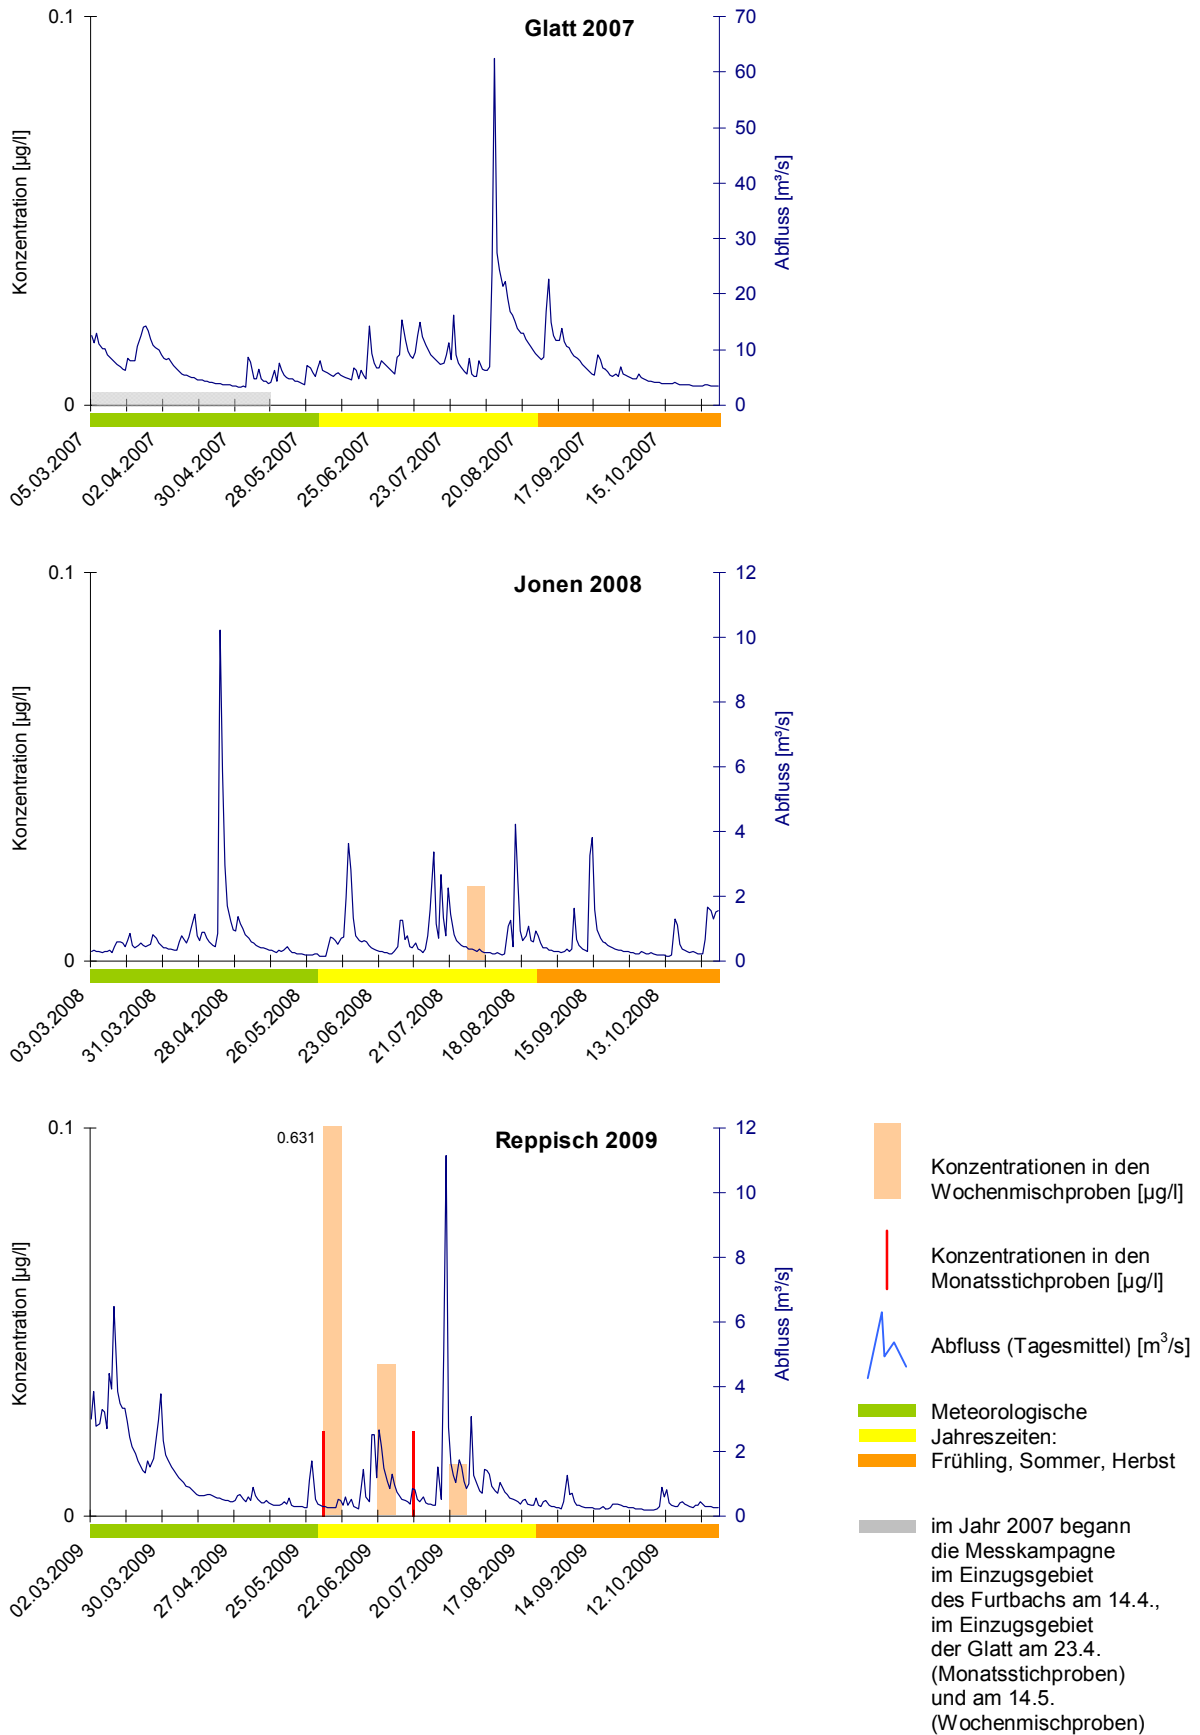 Glatt 2007
0.1
0
Konzentration [µg/l]
70
60
50
40
30
20
10
0
Abfluss [m³/s]
05.03.2007
02.04.2007
30.04.2007
28.05.2007
25.06.2007
23.07.2007
20.08.2007
17.09.2007
15.10.2007
Jonen 2008
0.1
0
Konzentration [µg/l]
12
10
8
6
4
2
0
Abfluss [m³/s]
03.03.2008
31.03.2008
28.04.2008
26.05.2008
23.06.2008
21.07.2008
18.08.2008
15.09.2008
13.10.2008
Reppisch 2009
0.631
0.1
0
Konzentration [µg/l]
12
10
8
6
4
2
0
Abfluss [m³/s]
02.03.2009
30.03.2009
27.04.2009
25.05.2009
22.06.2009
20.07.2009
17.08.2009
14.09.2009
12.10.2009
Konzentrationen in den
Wochenmischproben [µg/l]
Konzentrationen in den
Monatsstichproben [µg/l]
Abfluss (Tagesmittel) [m³/s]
Meteorologische
Jahreszeiten:
Frühling, Sommer, Herbst
im Jahr 2007 begann
die Messkampagne
im Einzugsgebiet
des Furtbachs am 14.4.,
im Einzugsgebiet
der Glatt am 23.4.
(Monatsstichproben)
und am 14.5.
(Wochenmischproben)